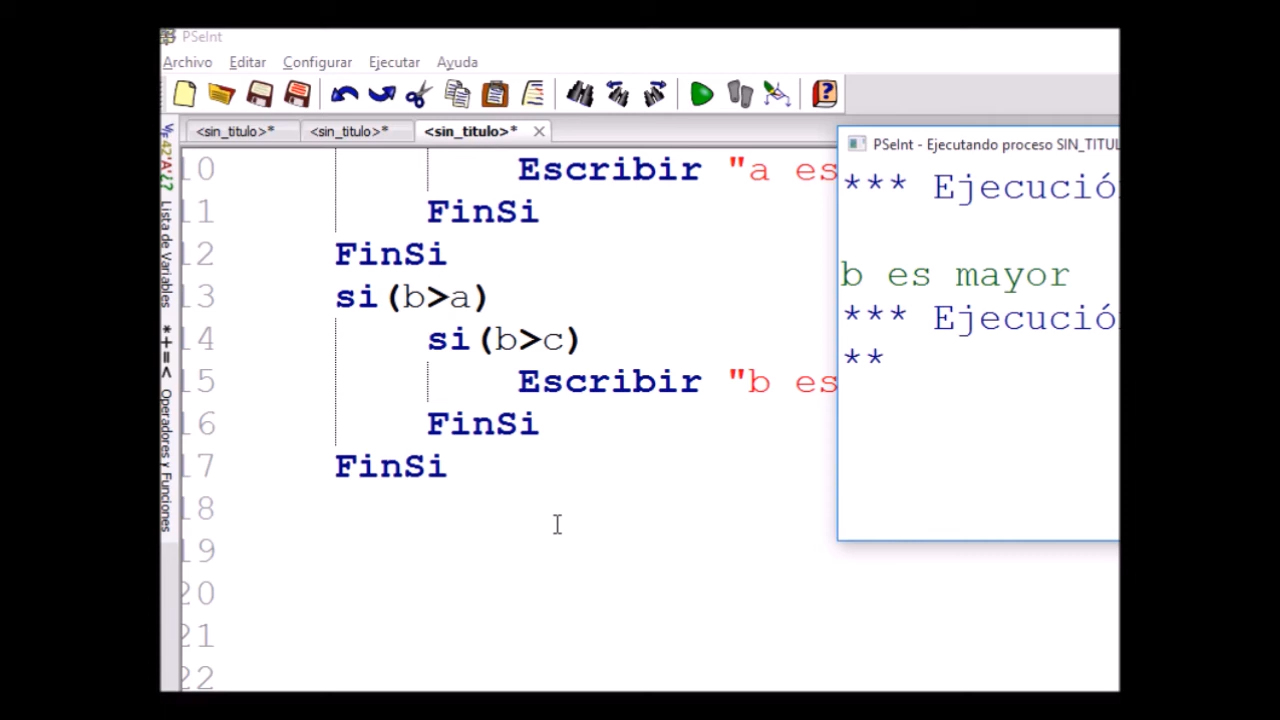 PSeInt
Archivo Editar Configurar Ejecutar Ayuda
<sin_titulo>* <sin_titulo>* <sin_titulo>*
Lista de Variables
*+=< Operadores y Funciones
10 Escribir "a es
11 FinSi
12 FinSi
13 si(b>a)
14 si(b>c)
15 Escribir "b es
16 FinSi
17 FinSi
18
19
20
21
22
PSeInt - Ejecutando proceso SIN_TITUL
*** Ejecució
b es mayor
*** Ejecució
**